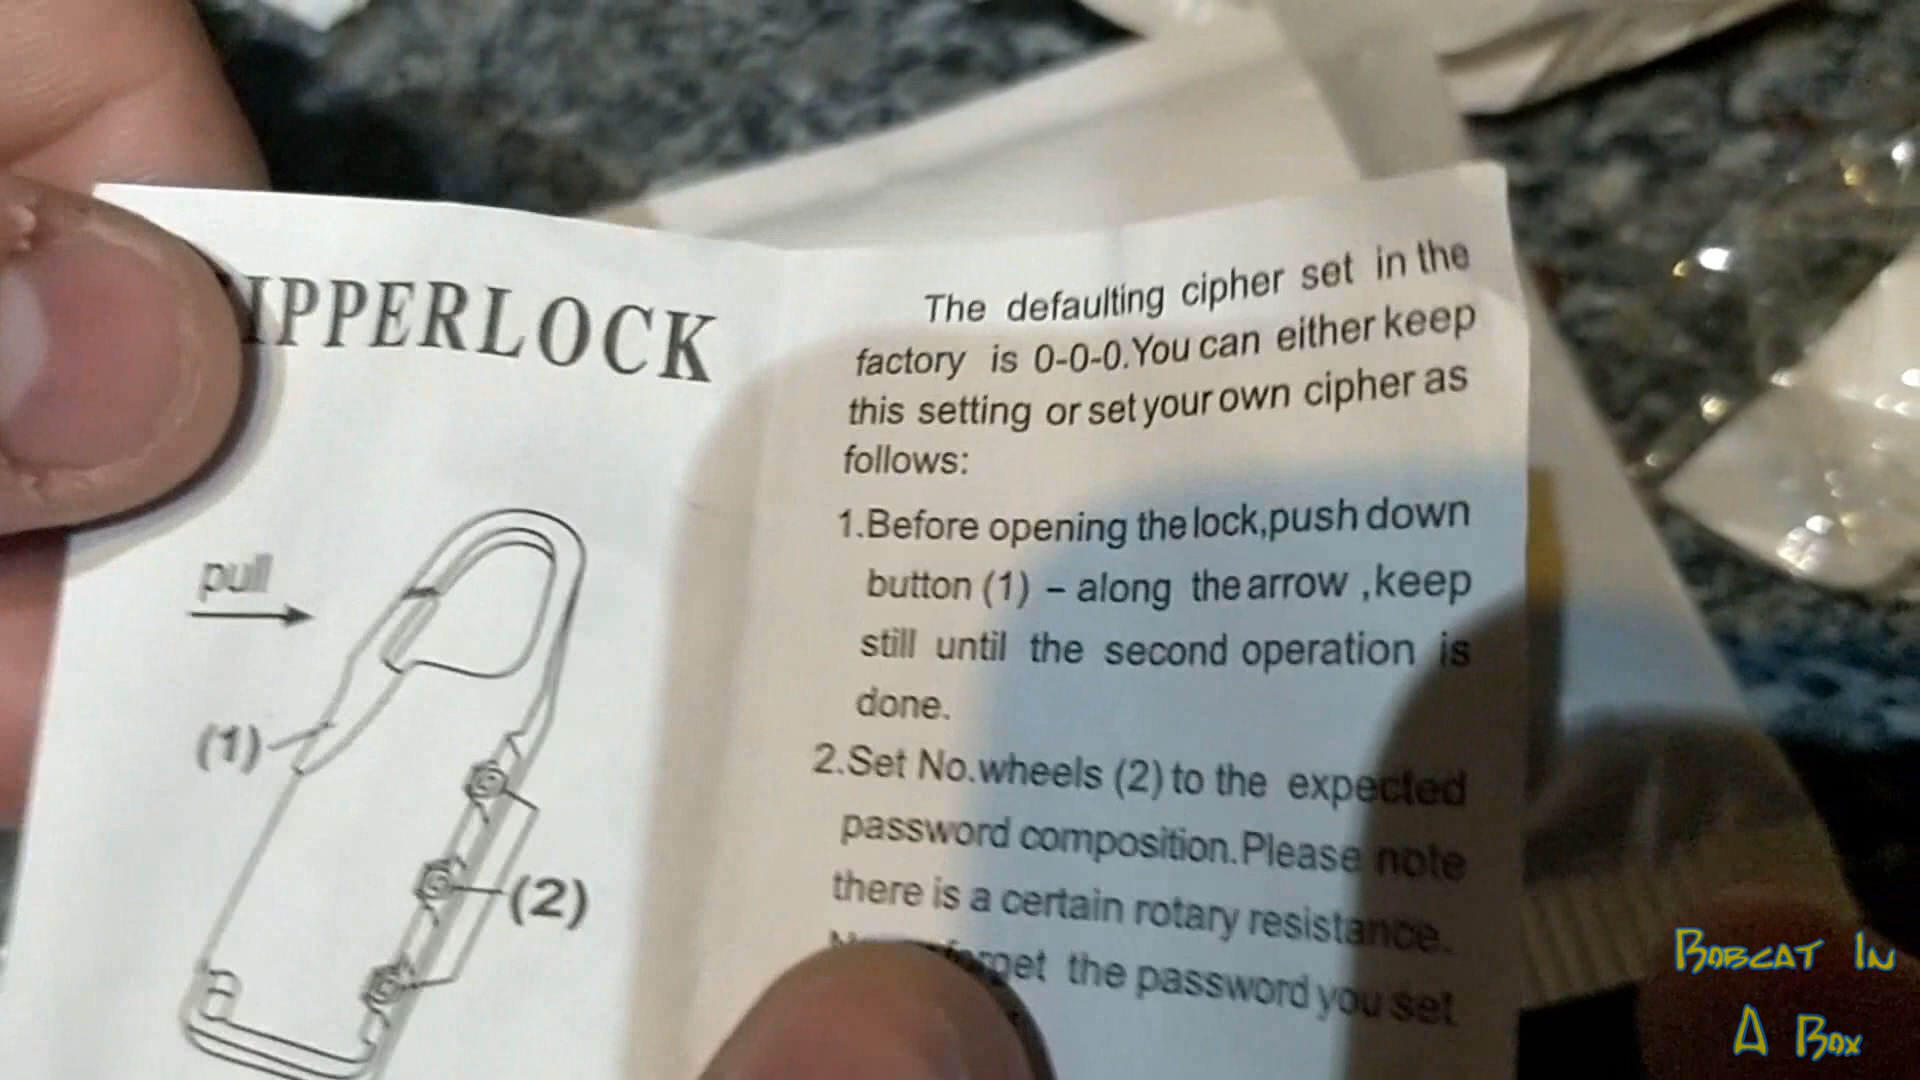 IPPERLOCK
pull
(1)
(2)
The defaulting cipher set in the
factory is 0-0-0.You can either keep
this setting or set your own cipher as
follows:
1.Before opening the lock,push down
button (1) – along the arrow ,keep
still until the second operation is
done.
2.Set No.wheels (2) to the expected
password composition.Please note
there is a certain rotary resistance.
forget the password you set
BOBCAT IN
A BOX